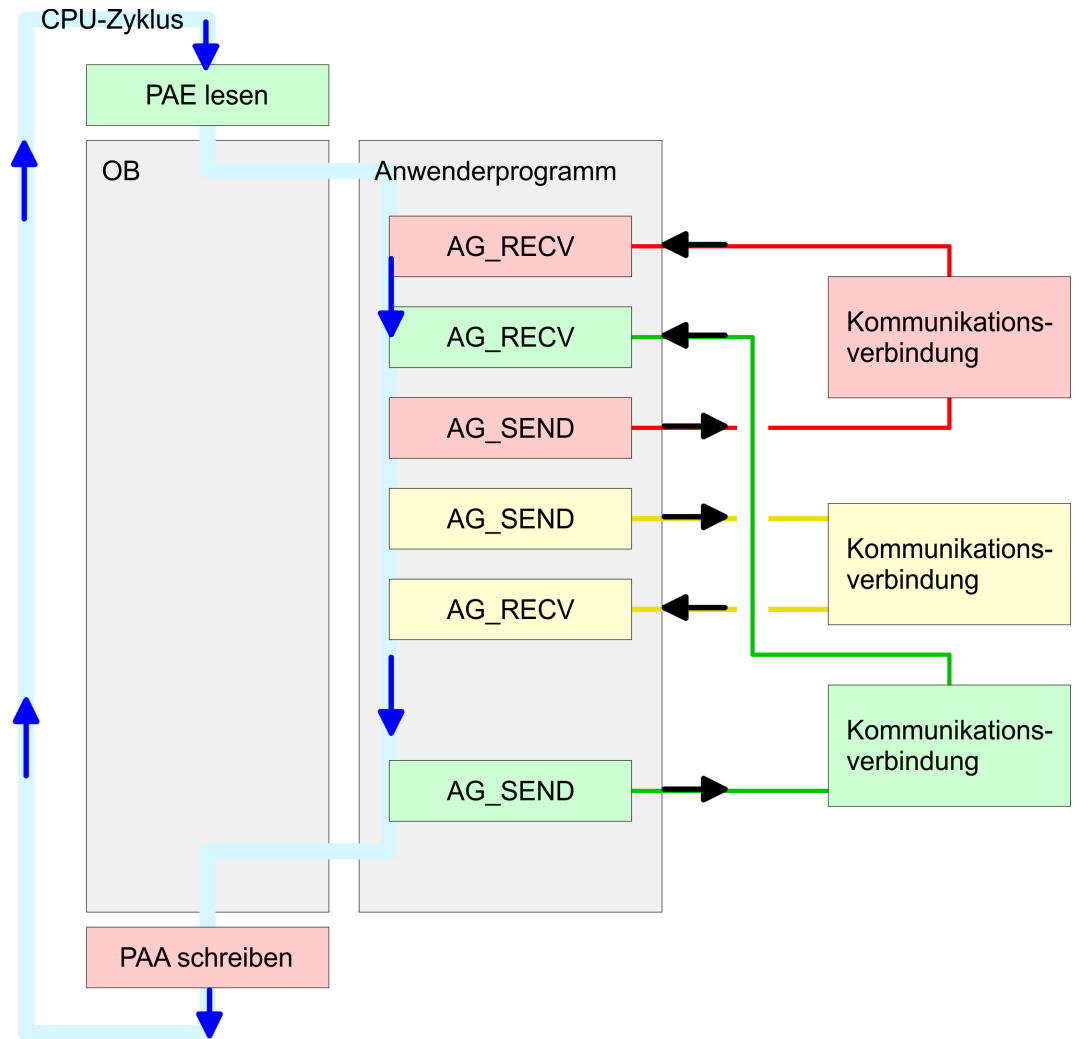 CPU-Zyklus
PAE lesen
OB
Anwenderprogramm
AG_RECV
AG_RECV
AG_SEND
AG_SEND
AG_RECV
AG_SEND
Kommunikations-
verbindung
Kommunikations-
verbindung
Kommunikations-
verbindung
PAA schreiben